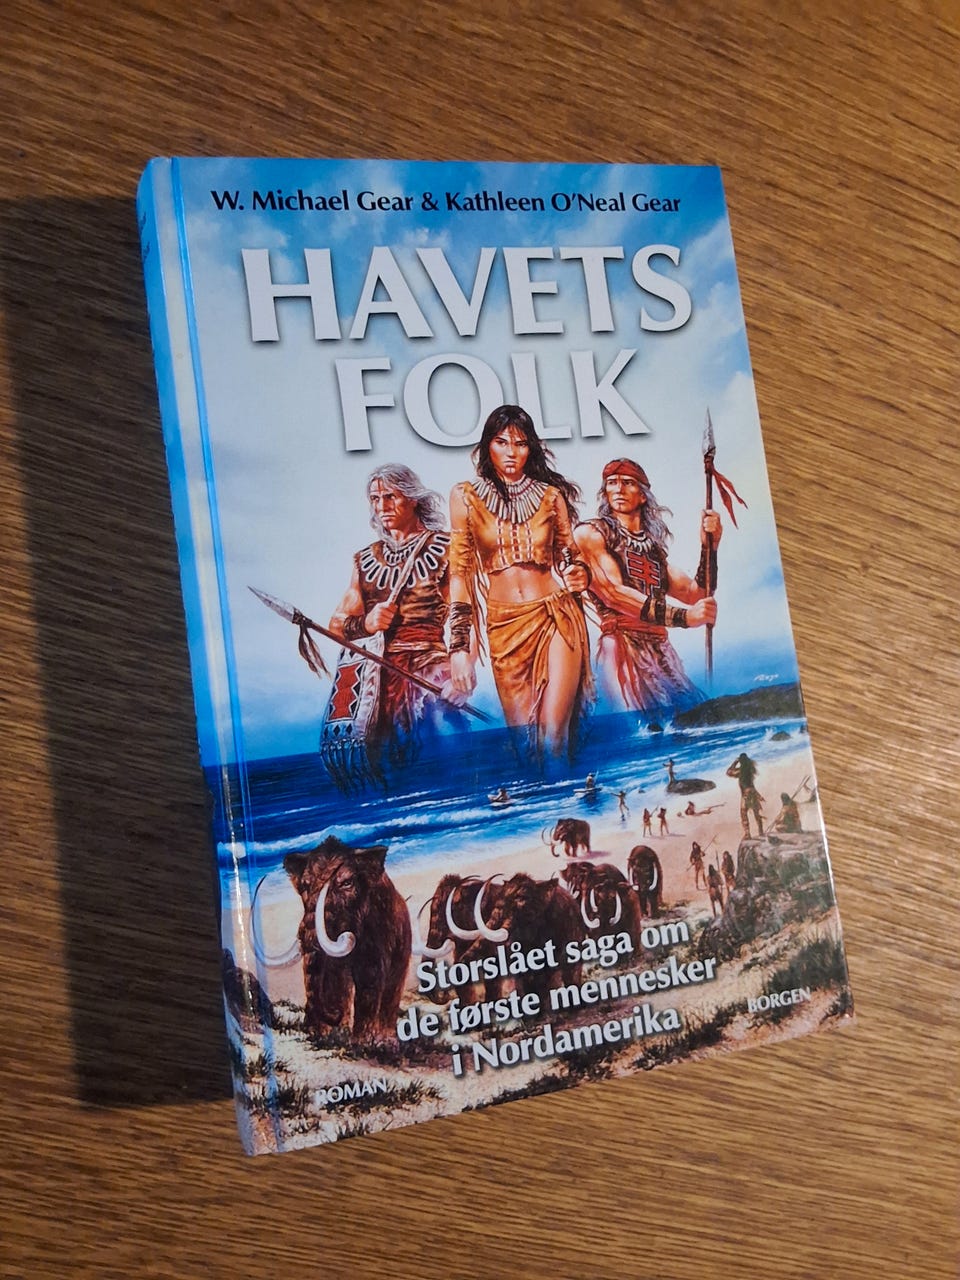 W. Michael Gear & Kathleen O'Neal Gear
HAVETS
FOLK
Storslået saga om
de første mennesker
i Nordamerika
ROMAN
BORGEN